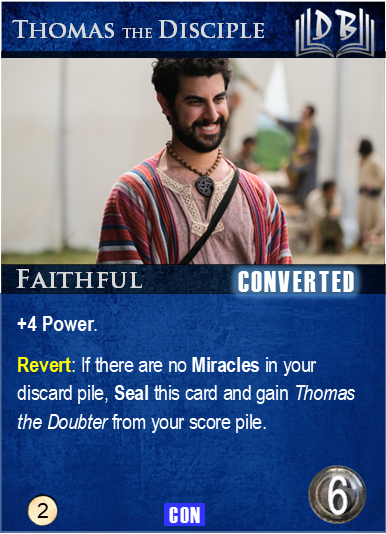 THOMAS THE DISCIPLE
DB
FAITHFUL
CONVERTED
+4 Power.
Revert: If there are no Miracles in your
discard pile, Seal this card and gain Thomas
the Doubter from your score pile.
2
CON
6